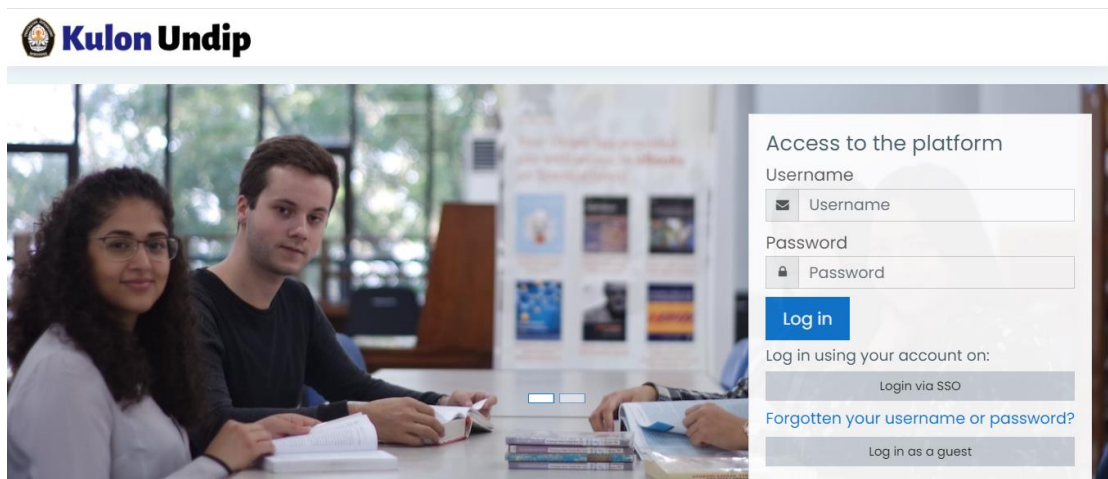 Kulon Undip
Access to the platform
Username
Username
Password
Password
Log in
Log in using your account on:
Login via SSO
Forgotten your username or password?
Log in as a guest